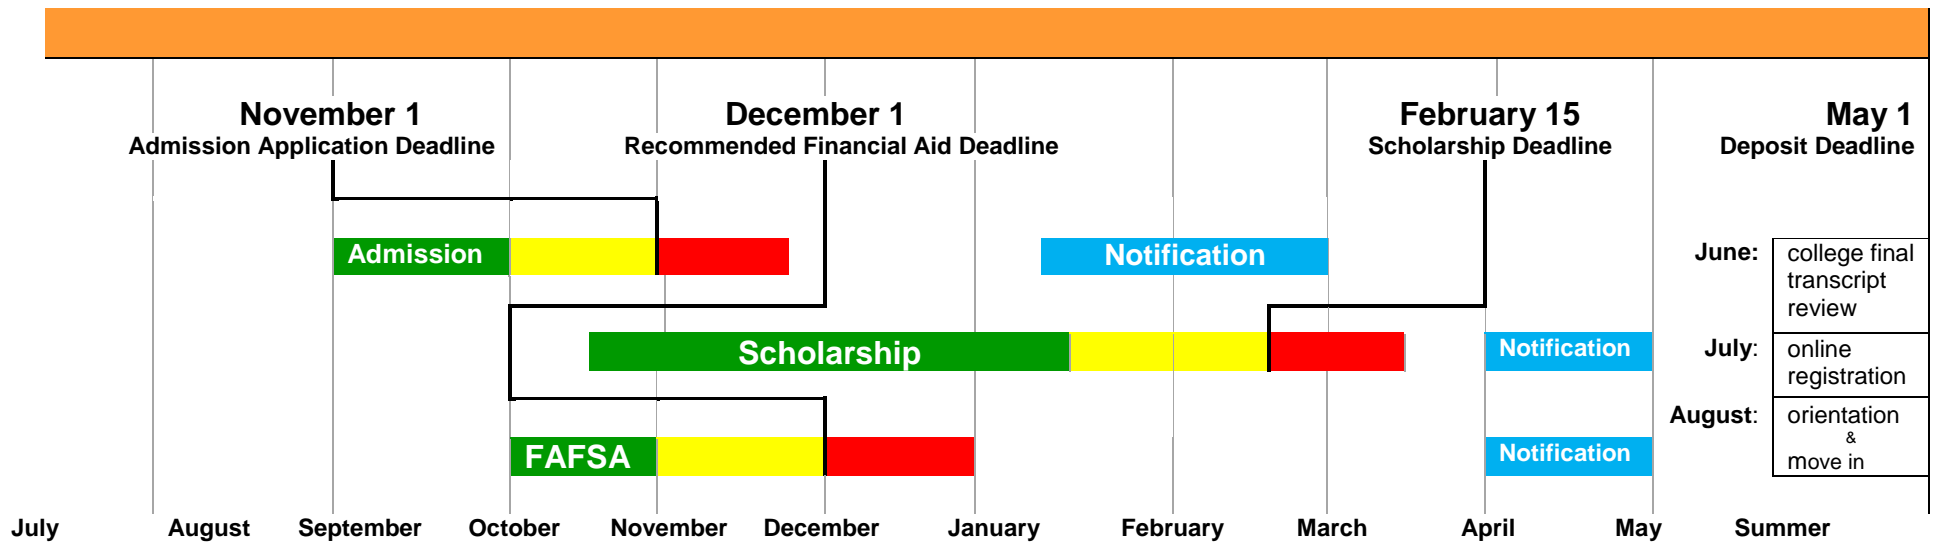 November 1
Admission Application Deadline
December 1
Recommended Financial Aid Deadline
February 15
Scholarship Deadline
May 1
Deposit Deadline
Admission
Notification
June:
college final
transcript
review
Scholarship
Notification
July:
online
registration
FAFSA
Notification
August:
orientation
&
move in
July August September October November December January February March April May Summer